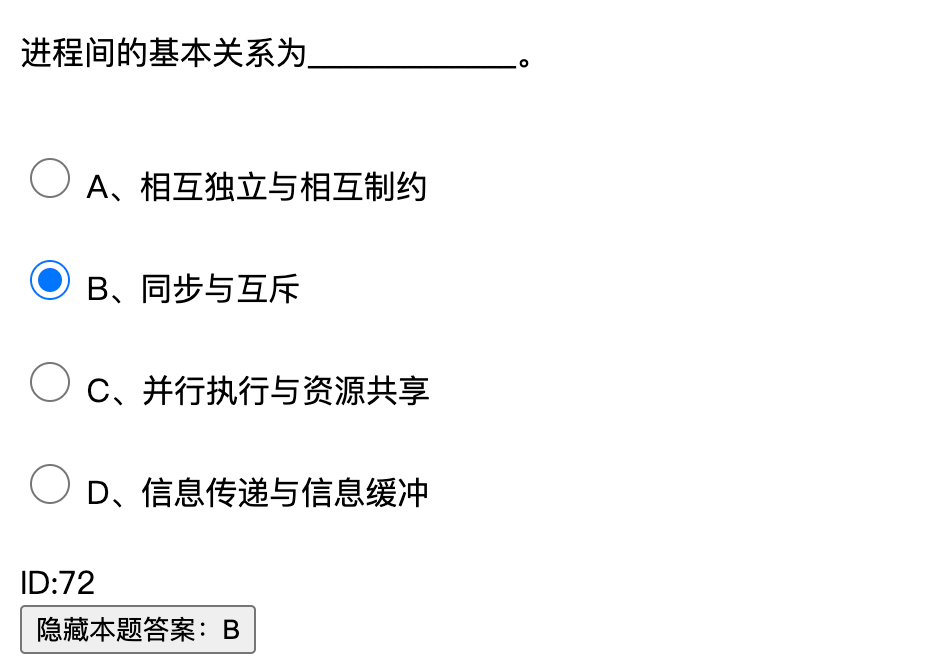 进程间的基本关系为_____________。
A、相互独立与相互制约
B、同步与互斥
C、并行执行与资源共享
D、信息传递与信息缓冲
ID:72
隐藏本题答案：B